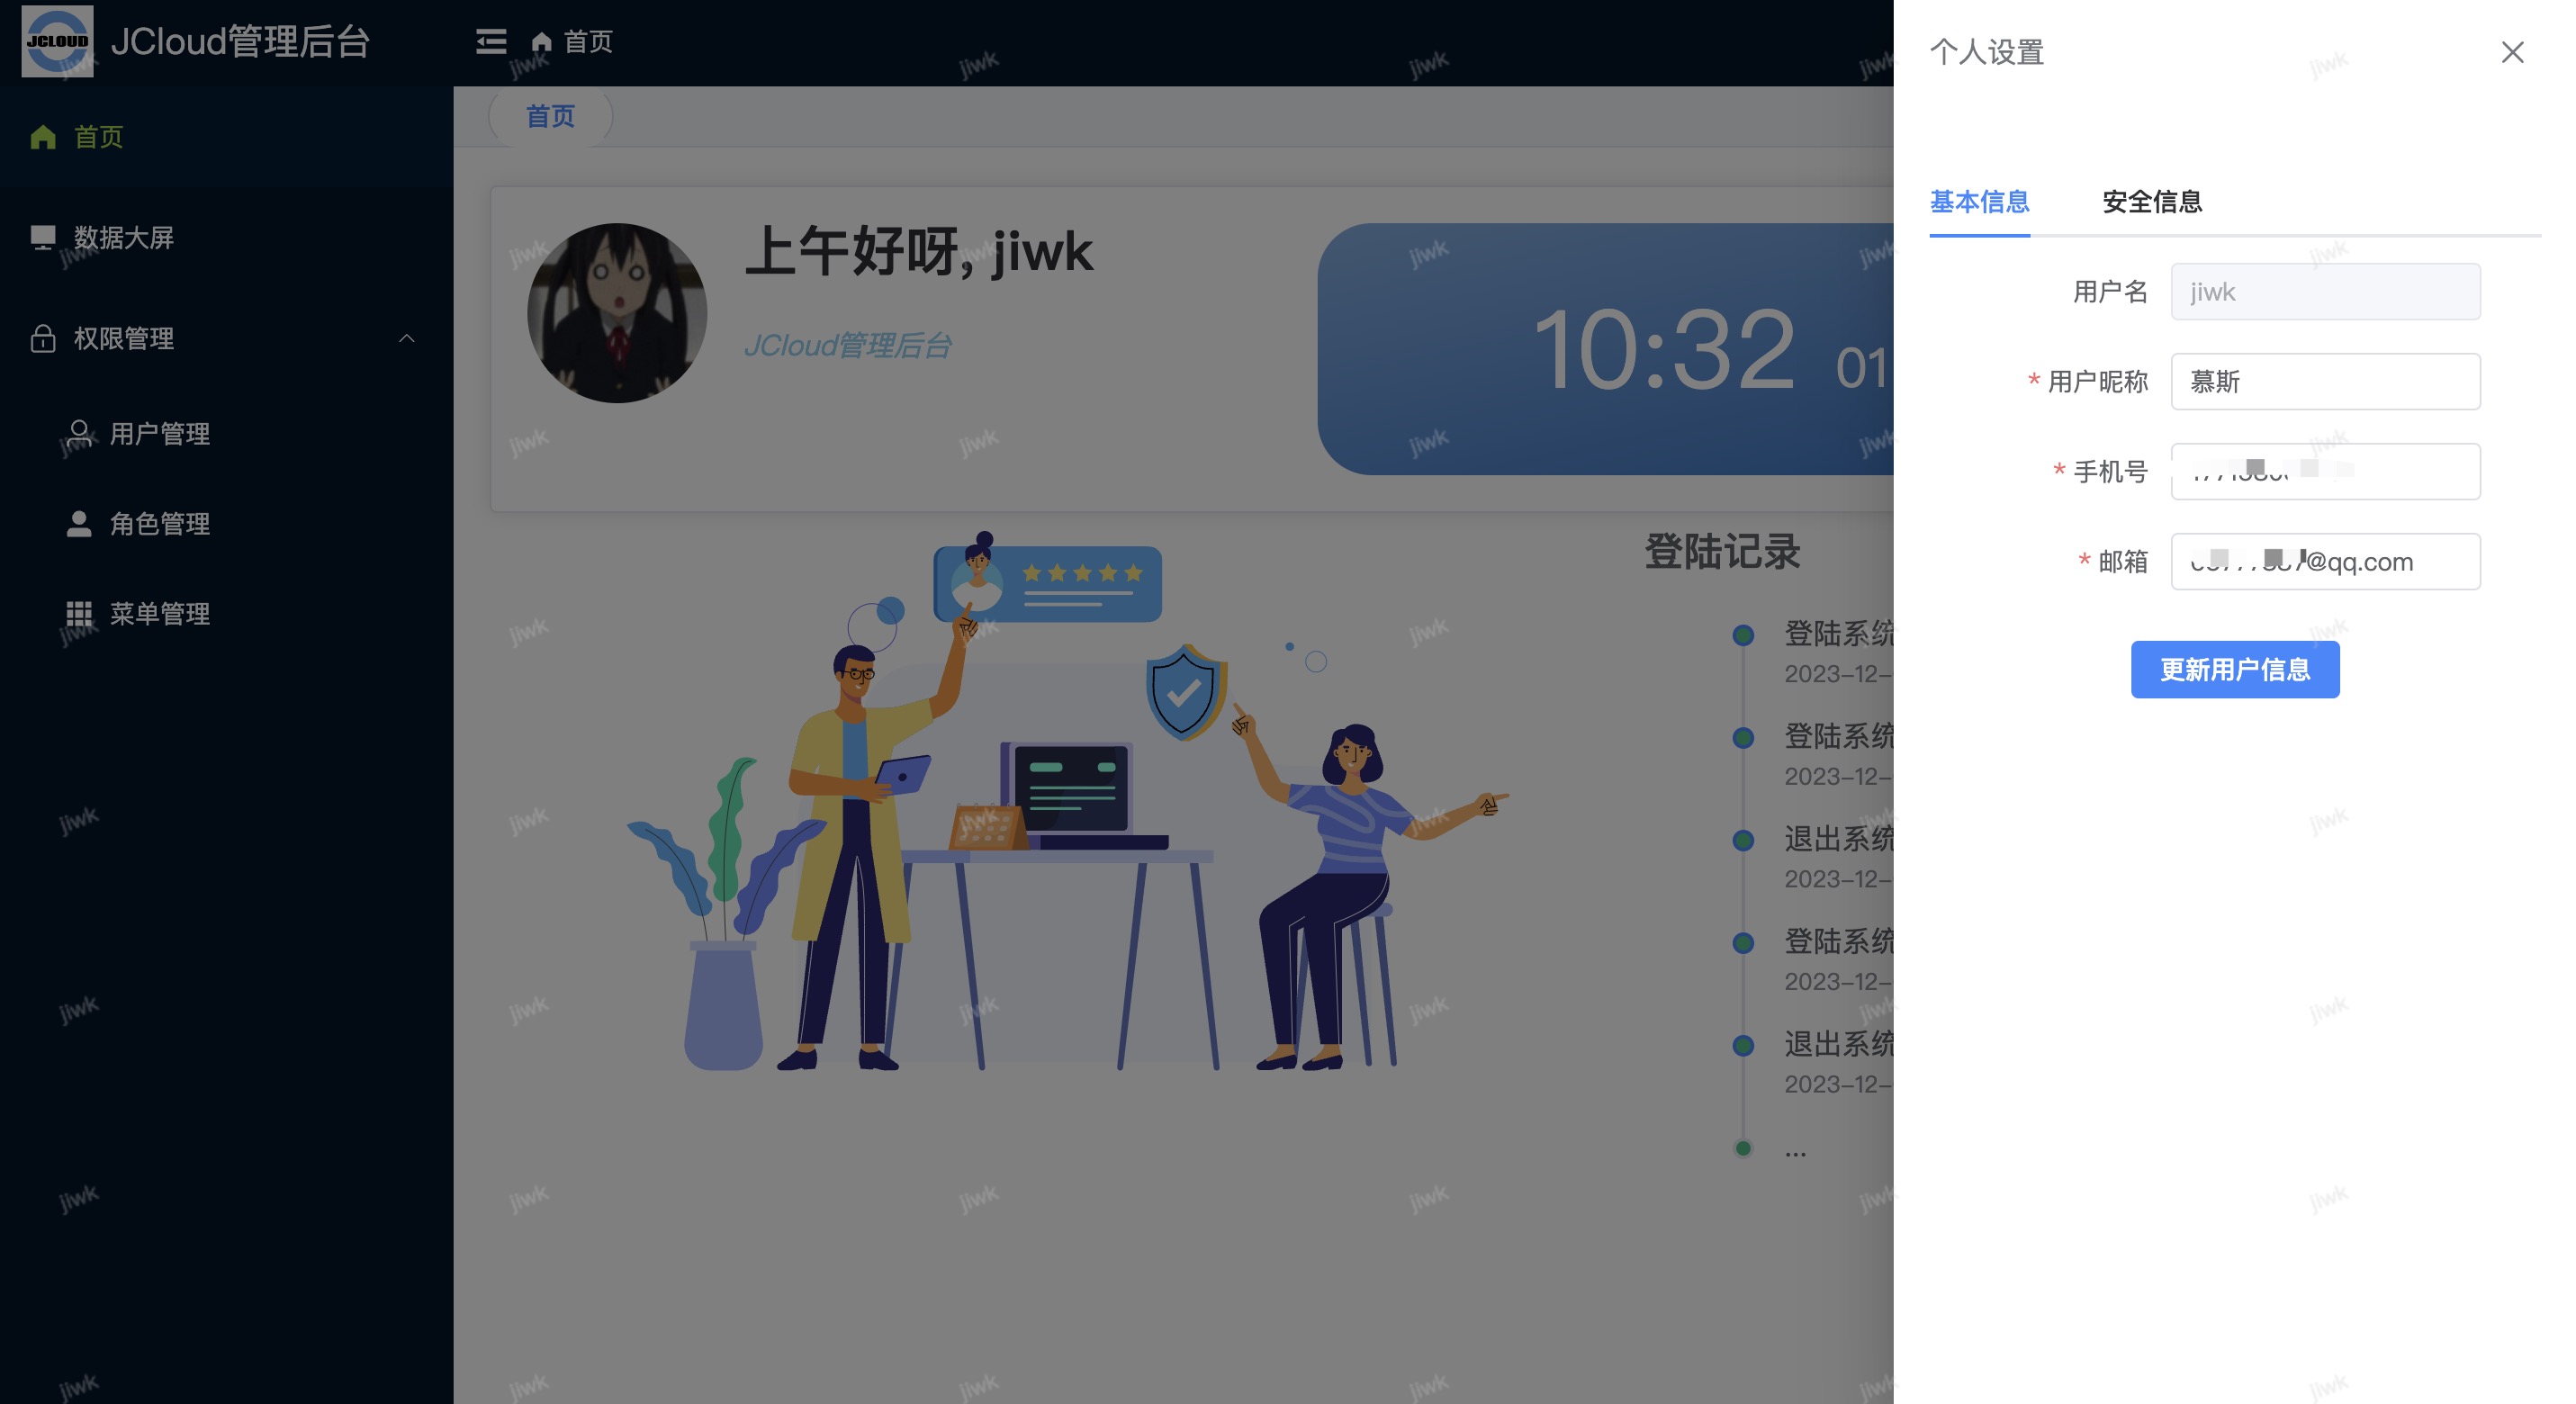 JCLOUD
JCloud管理后台
首页
首页
数据大屏
权限管理
用户管理
角色管理
菜单管理
首页
上午好呀, jiwk
JCloud管理后台
10:32 01
登陆记录
登陆系统
2023-12-
登陆系统
2023-12-
退出系统
2023-12-
登陆系统
2023-12-
退出系统
2023-12-
...
个人设置
基本信息
安全信息
用户名
jiwk
* 用户昵称
慕斯
* 手机号
* 邮箱
@qq.com
更新用户信息
jiwk